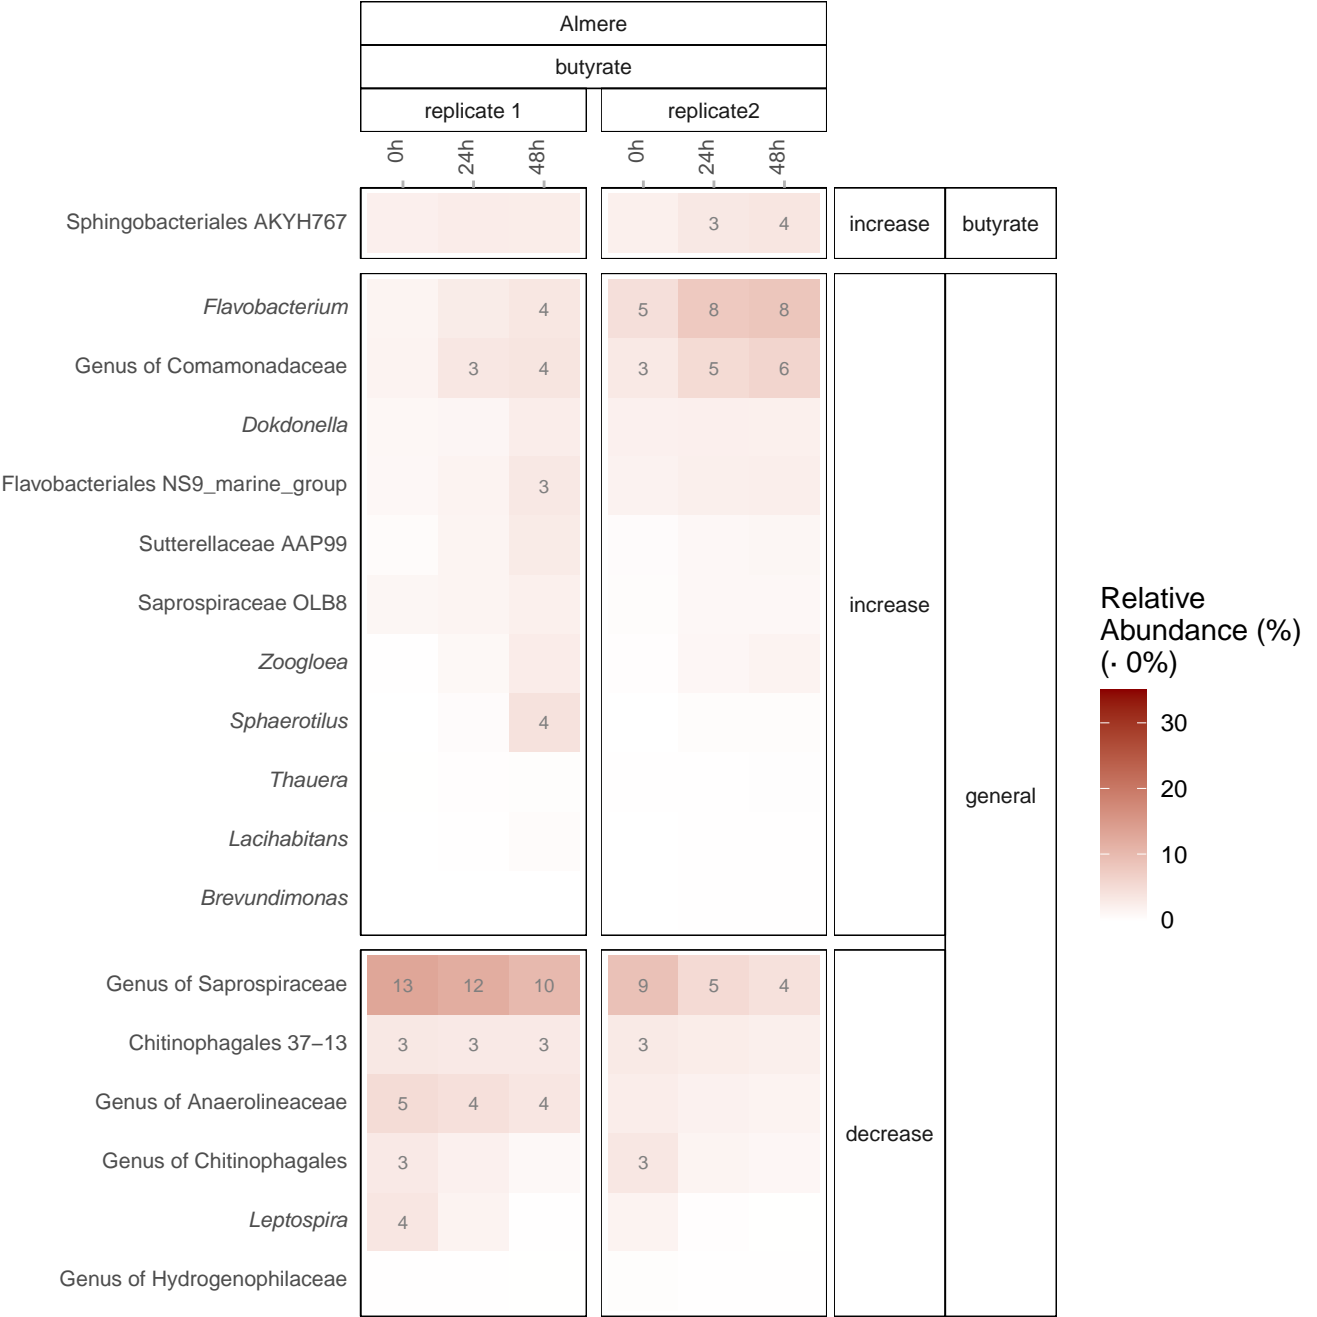 Almere
butyrate
replicate 1 replicate2
0h 24h 48h 0h 24h 48h
Sphingobacteriales AKYH767 3 4 increase butyrate
Flavobacterium 4 5 8 8
Genus of Comamonadaceae 3 4 3 5 6
Dokdonella
Flavobacteriales NS9_marine_group 3
Sutterellaceae AAP99
Saprospiraceae OLB8
increase
Zoogloea
Sphaerotilus 4
Thauera
Lacihabitans
Brevundimonas
general
Genus of Saprospiraceae 13 12 10 9 5 4
Chitinophagales 37–13 3 3 3 3
Genus of Anaerolineaceae 5 4 4
Genus of Chitinophagales 3 3
decrease
Leptospira 4
Genus of Hydrogenophilaceae
Relative
Abundance (%)
(· 0%)
30
20
10
0